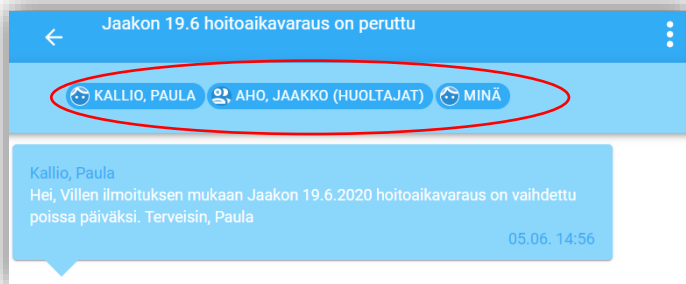 Jaakon 19.6 hoitoaikavaraus on peruttu
KALLIO, PAULA AHO, JAAKKO (HUOLTAJAT) MINÄ
Kallio, Paula
Hei, Villen ilmoituksen mukaan Jaakon 19.6.2020 hoitoaikavaraus on vaihdettu
poissa päiväksi. Terveisin, Paula
05.06. 14:56